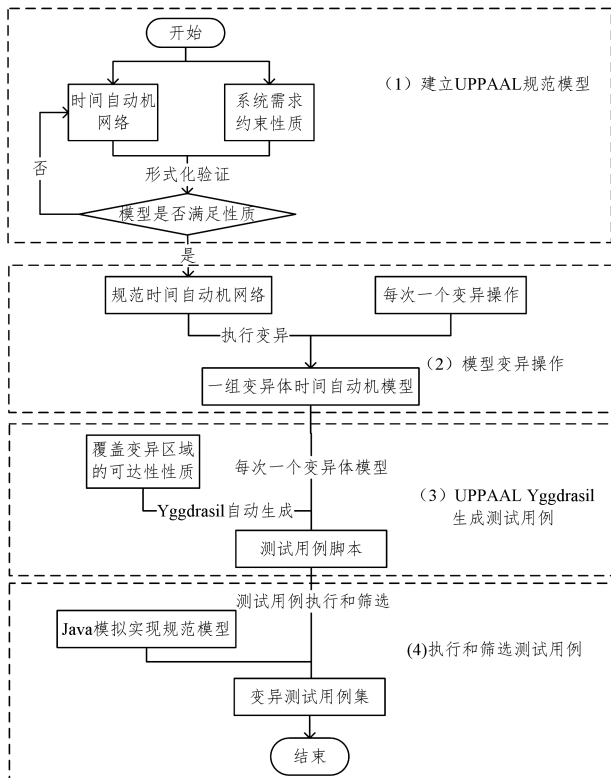 开始
(1) 建立UPPAAL规范模型
时间自动机
网络
系统需求
约束性质
否
形式化验证
模型是否满足性质
是
规范时间自动机网络
每次一个变异操作
执行变异
(2) 模型变异操作
一组变异体时间自动机模型
覆盖变异区域
的可达性性质
每次一个变异体模型
(3) UPPAAL Yggdrasil
生成测试用例
Yggdrasil自动生成
测试用例脚本
测试用例执行和筛选
Java模拟实现规范模型
(4)执行和筛选测试用例
变异测试用例集
结束